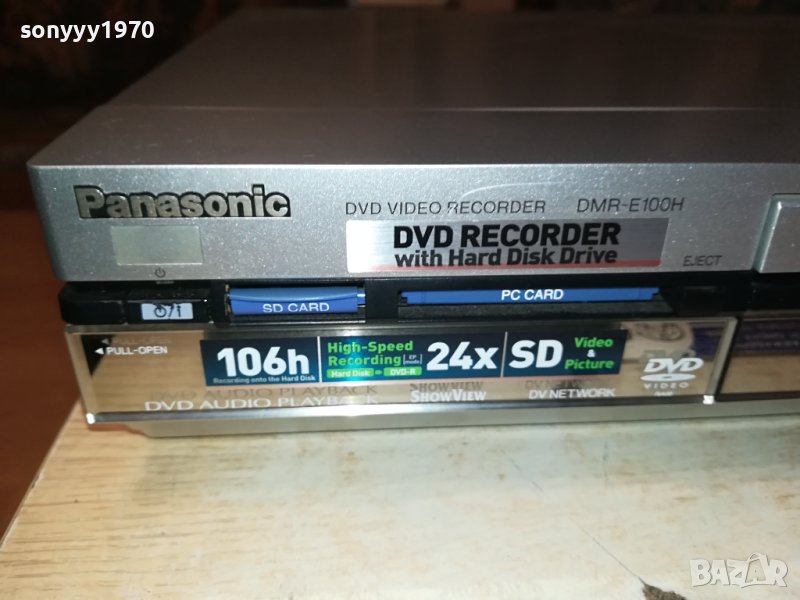 sonyyy1970
Panasonic
DVD VIDEO RECORDER DMR-E100H
DVD RECORDER
with Hard Disk Drive
EJECT
SD CARD
PC CARD
PULL-OPEN
106h
Recording onto the Hard Disk
High-Speed
Recording EP mode
Hard Disk DVD-R
24x
SD
Video
&
Picture
DVD
VIDEO
DVD AUDIO PLAYBACK
SHOWVIEW
DV NETWORK
BAZAR